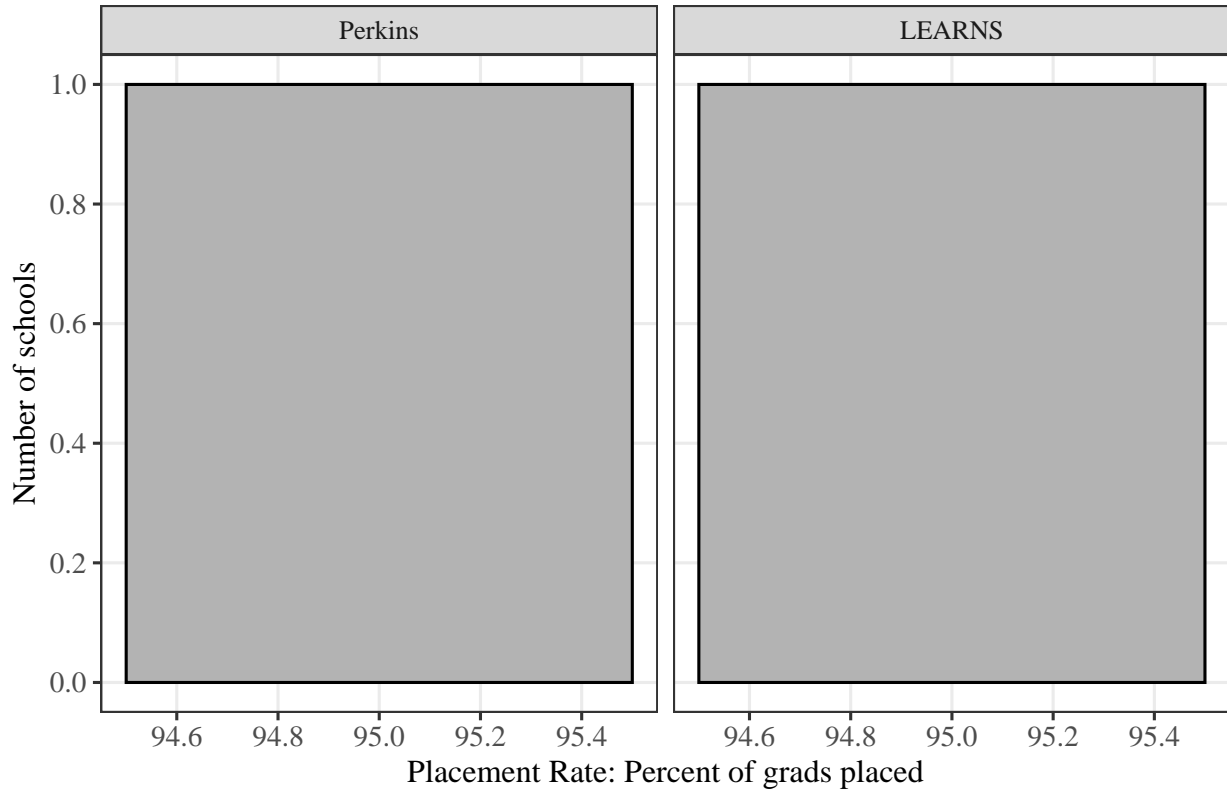 Perkins LEARNS
Number of schools
1.0
0.8
0.6
0.4
0.2
0.0
94.6 94.8 95.0 95.2 95.4 94.6 94.8 95.0 95.2 95.4
Placement Rate: Percent of grads placed